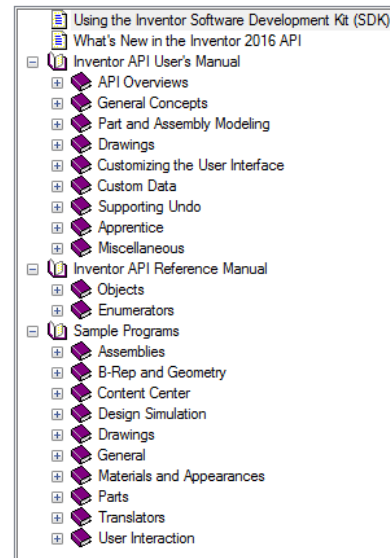 Using the Inventor Software Development Kit (SDK)
What's New in the Inventor 2016 API
Inventor API User's Manual
API Overviews
General Concepts
Part and Assembly Modeling
Drawings
Customizing the User Interface
Custom Data
Supporting Undo
Apprentice
Miscellaneous
Inventor API Reference Manual
Objects
Enumerators
Sample Programs
Assemblies
B-Rep and Geometry
Content Center
Design Simulation
Drawings
General
Materials and Appearances
Parts
Translators
User Interaction